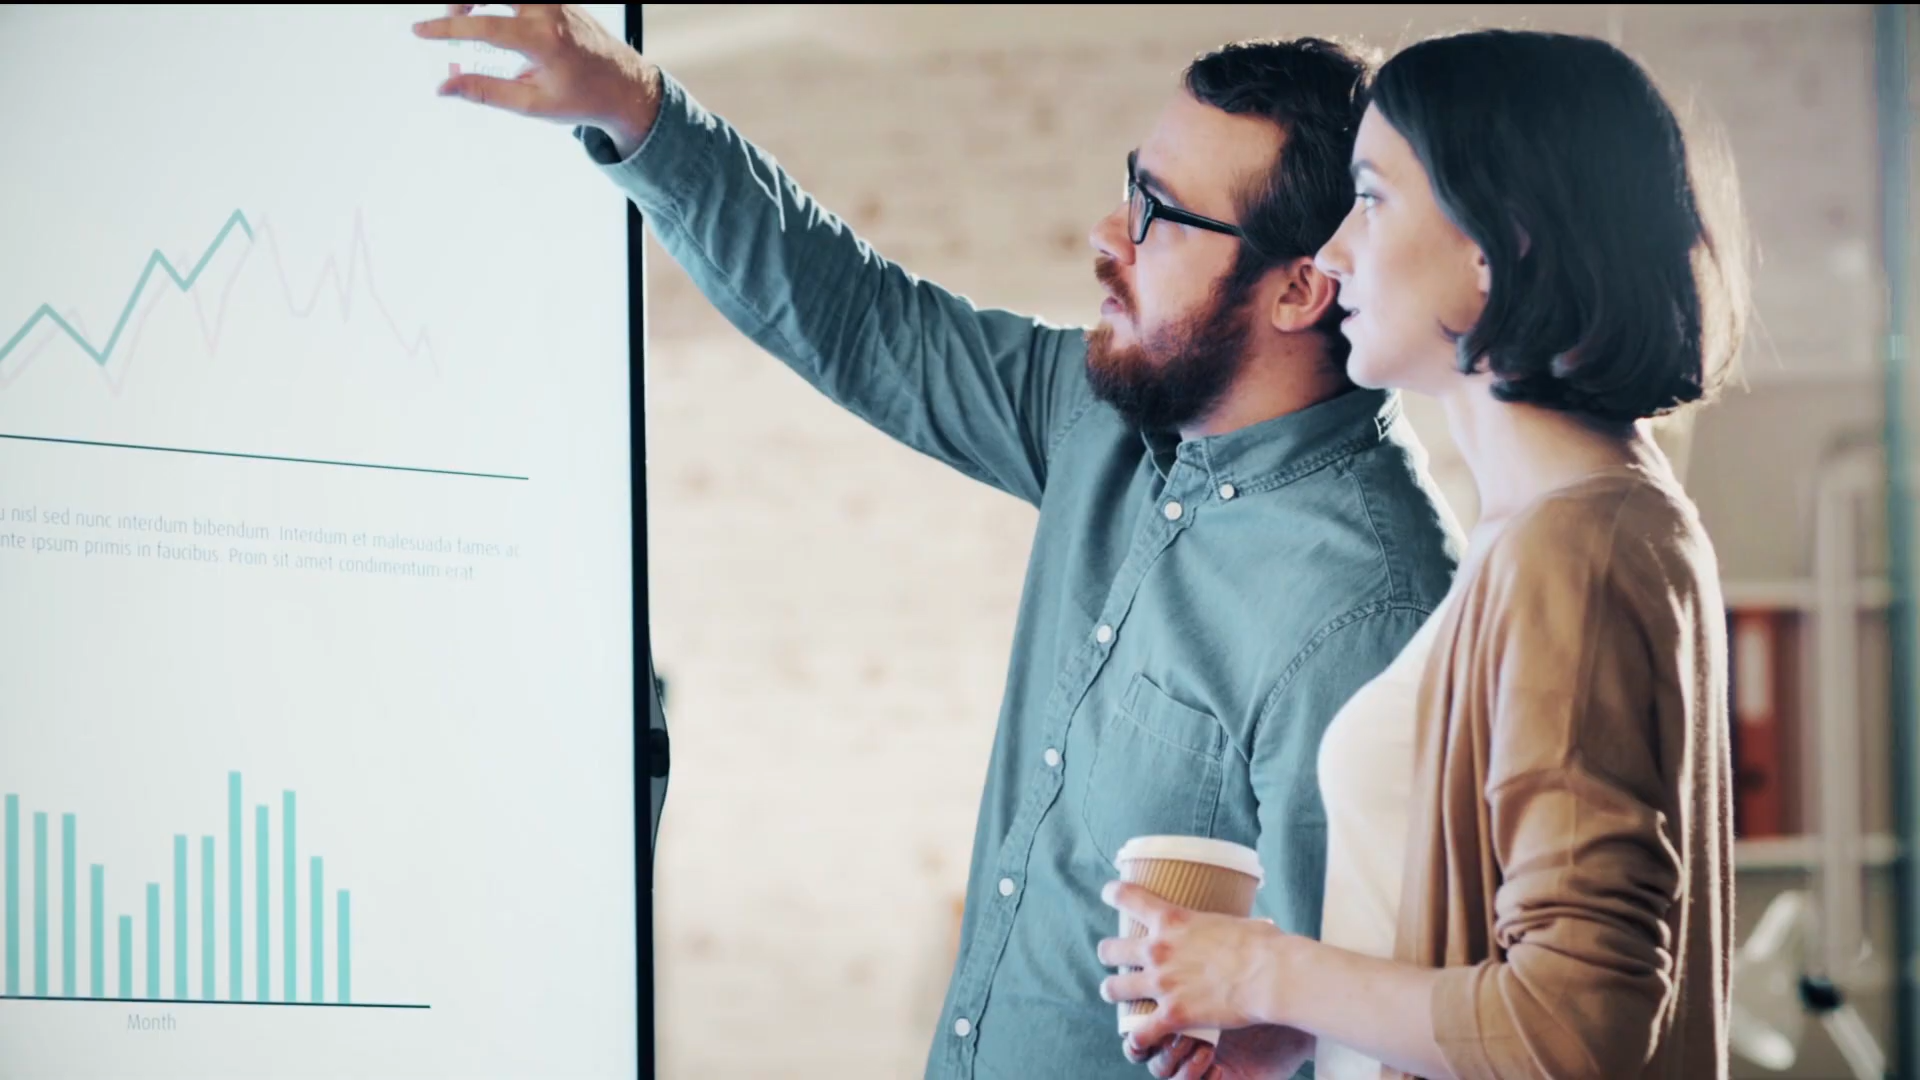 nisl sed nunc interdum bibendum. Interdum et malesuada fames ac
ipsum primis in faucibus. Proin sit amet condimentum erat
Month